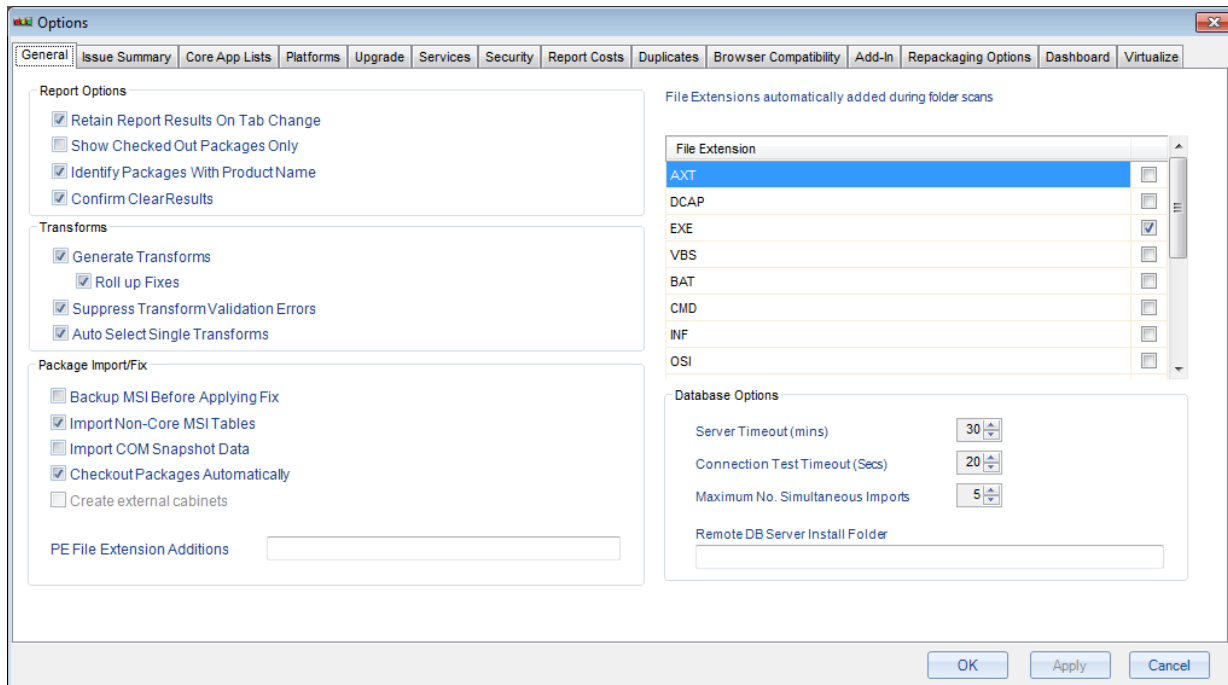 Options
General Issue Summary Core App Lists Platforms Upgrade Services Security Report Costs Duplicates Browser Compatibility Add-In Repackaging Options Dashboard Virtualize
Report Options
Retain Report Results On Tab Change
Show Checked Out Packages Only
Identify Packages With Product Name
Confirm Clear Results
Transforms
Generate Transforms
Roll up Fixes
Suppress Transform Validation Errors
Auto Select Single Transforms
Package Import/Fix
Backup MSI Before Applying Fix
Import Non-Core MSI Tables
Import COM Snapshot Data
Checkout Packages Automatically
Create external cabinets
PE File Extension Additions
File Extensions automatically added during folder scans
File Extension
AXT
DCAP
EXE
VBS
BAT
CMD
INF
OSI
Database Options
Server Timeout (mins) 30
Connection Test Timeout (Secs) 20
Maximum No. Simultaneous Imports 5
Remote DB Server Install Folder
OK Apply Cancel